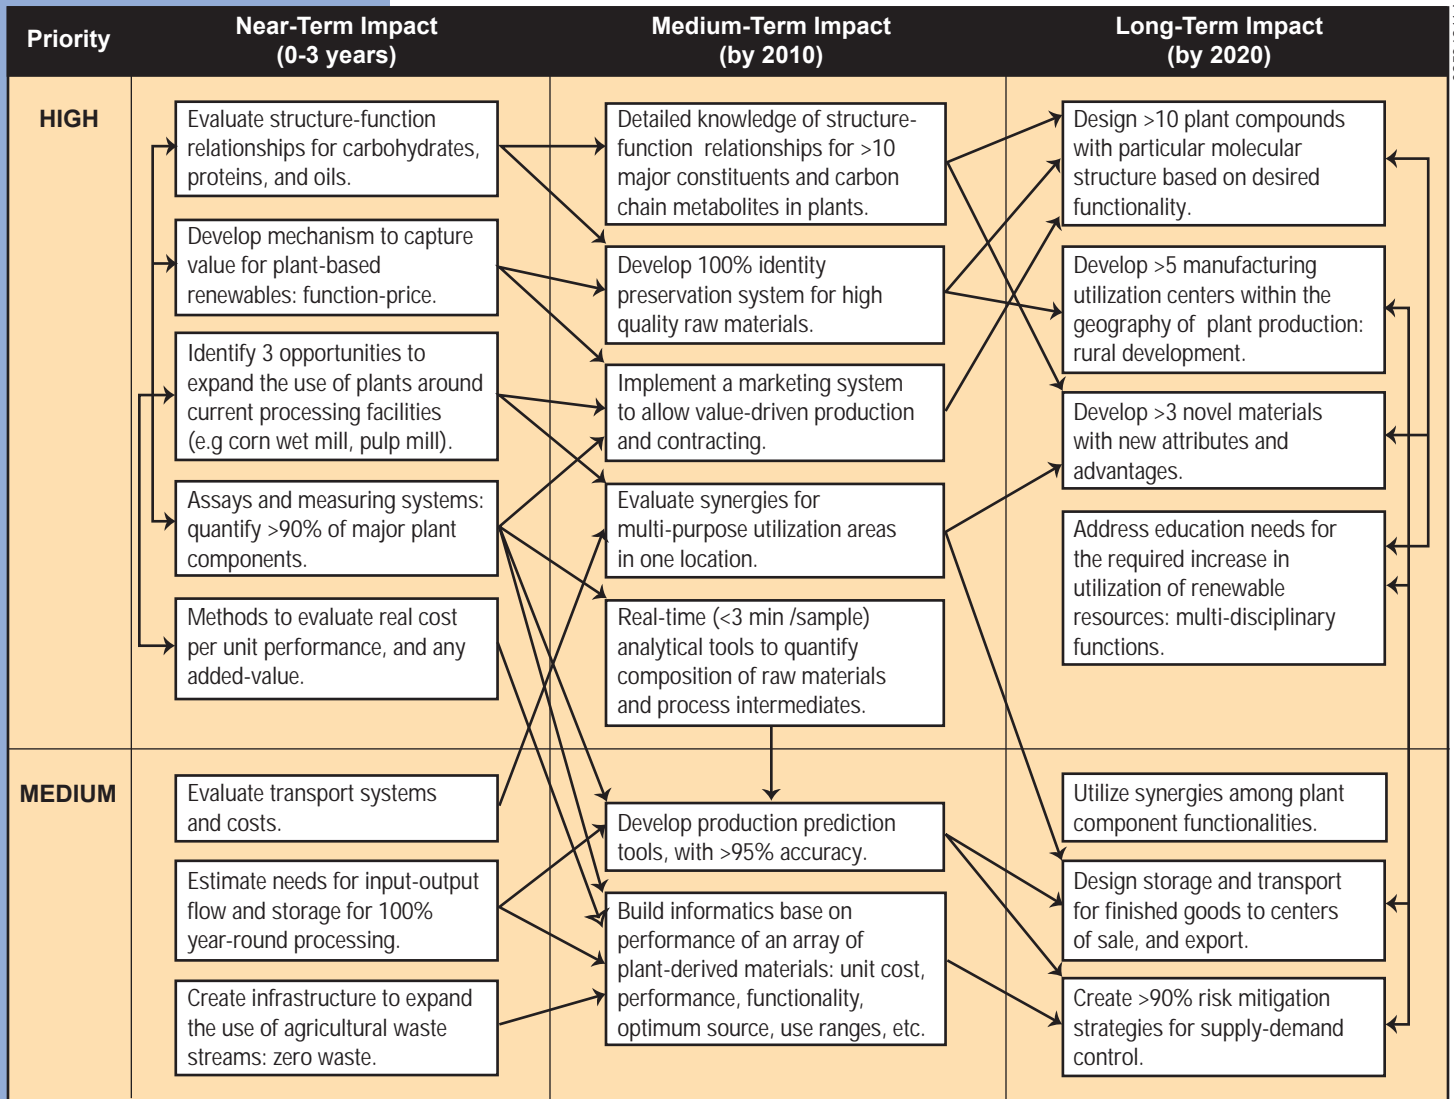 Priority
Near-Term Impact
(0-3 years)
Medium-Term Impact
(by 2010)
Long-Term Impact
(by 2020)
HIGH
Evaluate structure-function
relationships for carbohydrates,
proteins, and oils.
Develop mechanism to capture
value for plant-based
renewables: function-price.
Identify 3 opportunities to
expand the use of plants around
current processing facilities
(e.g corn wet mill, pulp mill).
Assays and measuring systems:
quantify >90% of major plant
components.
Methods to evaluate real cost
per unit performance, and any
added-value.
Detailed knowledge of structure-
function relationships for >10
major constituents and carbon
chain metabolites in plants.
Develop 100% identity
preservation system for high
quality raw materials.
Implement a marketing system
to allow value-driven production
and contracting.
Evaluate synergies for
multi-purpose utilization areas
in one location.
Real-time (<3 min /sample)
analytical tools to quantify
composition of raw materials
and process intermediates.
Design >10 plant compounds
with particular molecular
structure based on desired
functionality.
Develop >5 manufacturing
utilization centers within the
geography of plant production:
rural development.
Develop >3 novel materials
with new attributes and
advantages.
Address education needs for
the required increase in
utilization of renewable
resources: multi-disciplinary
functions.
MEDIUM
Evaluate transport systems
and costs.
Estimate needs for input-output
flow and storage for 100%
year-round processing.
Create infrastructure to expand
the use of agricultural waste
streams: zero waste.
Develop production prediction
tools, with >95% accuracy.
Build informatics base on
performance of an array of
plant-derived materials: unit cost,
performance, functionality,
optimum source, use ranges, etc.
Utilize synergies among plant
component functionalities.
Design storage and transport
for finished goods to centers
of sale, and export.
Create >90% risk mitigation
strategies for supply-demand
control.